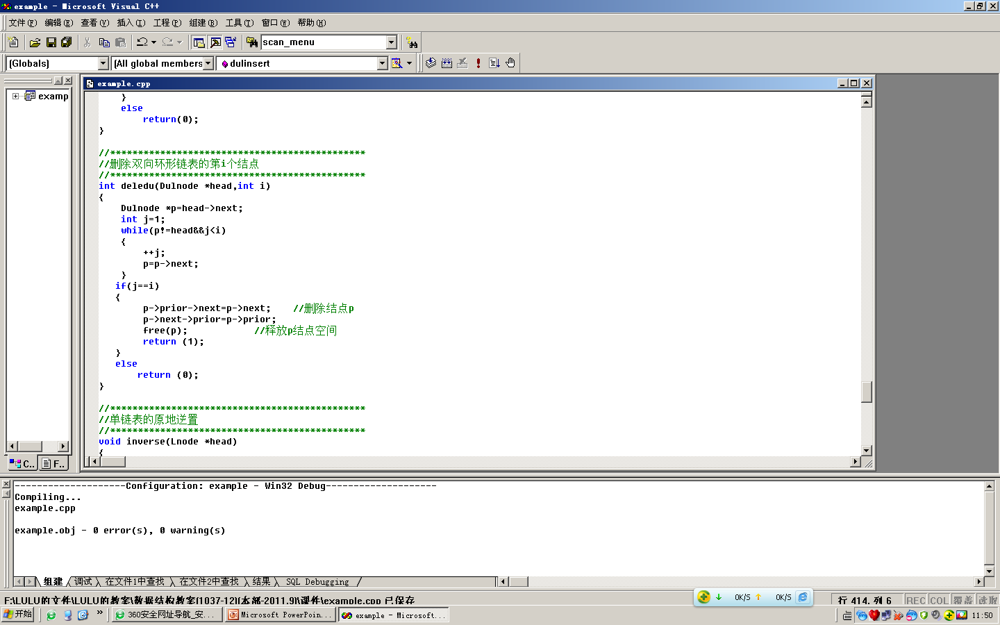 example - Microsoft Visual C++
文件(F) 编辑(E) 查看(V) 插入(I) 工程(P) 组建(B) 工具(T) 窗口(W) 帮助(H)
scan_menu
(Globals) (All global members dulinsert
examp
example.cpp
}
else
return(0);
}
//**********************************************
//删除双向环形链表的第i个结点
//**********************************************
int deledu(Dulnode *head,int i)
{
Dulnode *p=head->next;
int j=1;
while(p!=head&&j<i)
{
++j;
p=p->next;
}
if(j==i)
{
p->prior->next=p->next; //删除结点p
p->next->prior=p->prior;
free(p); //释放p结点空间
return (1);
}
else
return (0);
}
//**********************************************
//单链表的原地逆置
//**********************************************
void inverse(Lnode *head)
{
C.. F..
--------------------Configuration: example - Win32 Debug--------------------
Compiling...
example.cpp
example.obj - 0 error(s), 0 warning(s)
组建 调试 在文件1中查找 在文件2中查找 结果 SQL Debugging
F:\LULU的文件\LULU的教案\数据结构教案(1037-12)(本部-2011.9)\课件\example.cpp 已保存
0K/S 0K/S
行 414, 列 6 REC COL 覆盖 读取
开始 » 360安全网址导航_安... Microsoft PowerPoin... example - Microsoft... 11:50